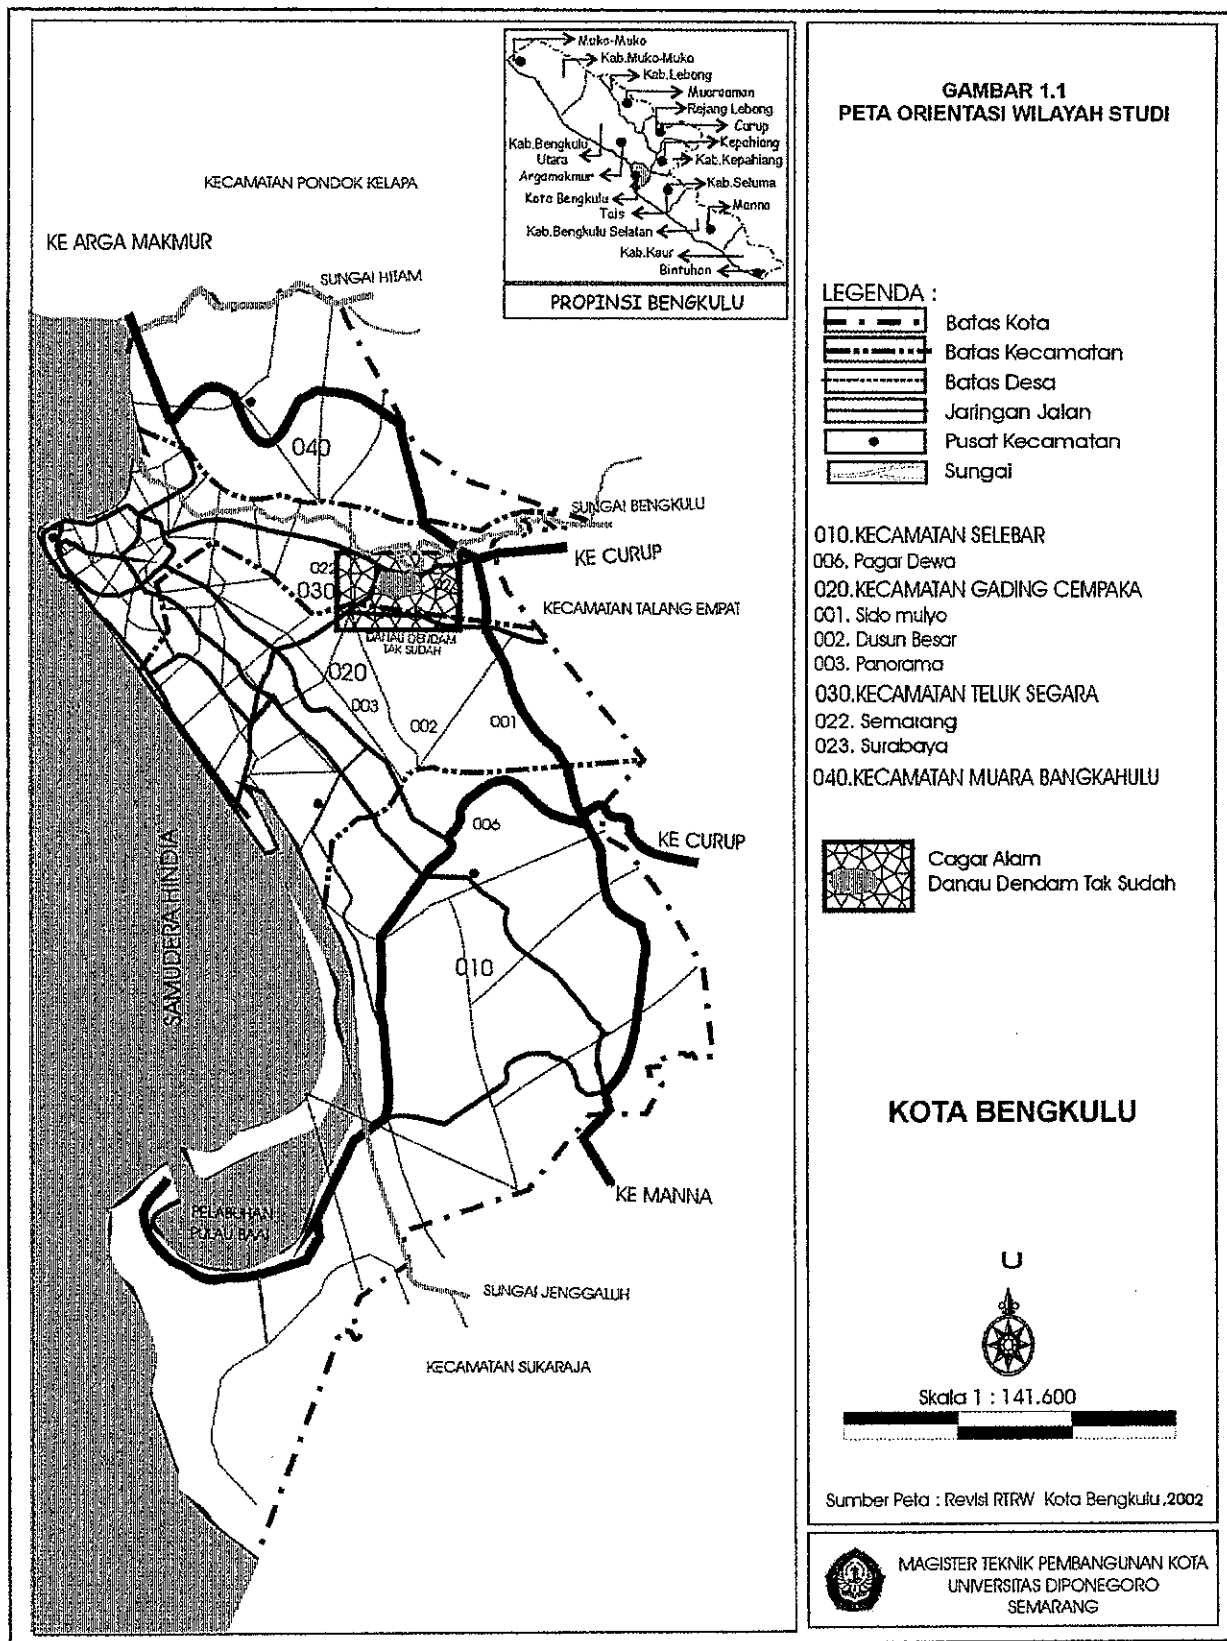 Muko-Muko
Kab.Muko-Muko
Kab.Lebong
Muaraaman
Rejang Lebong
Curup
Kepahiang
Kab.Bengkulu
Utara
Kab.Kepahiang
Argamakmur
Kab.Seluma
Kota Bengkulu
Manna
Tais
Kab.Bengkulu Selatan
Kab.Kaur
Bintuhan
PROPINSI BENGKULU
KECAMATAN PONDOK KELAPA
KE ARGA MAKMUR
SUNGAI HITAM
040
SUNGAI BENGKULU
KE CURUP
022
030
KECAMATAN TALANG EMPAT
DANAU DENDAM
TAK SUDAH
020
003
002
001
006
KE CURUP
SAMUDERA HINDIA
010
KE MANNA
PELABUHAN
PULAU BAAI
SUNGAI JENGGALUH
KECAMATAN SUKARAJA
GAMBAR 1.1
PETA ORIENTASI WILAYAH STUDI
LEGENDA :
Batas Kota
Batas Kecamatan
Batas Desa
Jaringan Jalan
Pusat Kecamatan
Sungai
010.KECAMATAN SELEBAR
006. Pagar Dewa
020.KECAMATAN GADING CEMPAKA
001. Sido mulyo
002. Dusun Besar
003. Panorama
030.KECAMATAN TELUK SEGARA
022. Semarang
023. Surabaya
040.KECAMATAN MUARA BANGKAHULU
Cagar Alam
Danau Dendam Tak Sudah
KOTA BENGKULU
U
Skala 1 : 141.600
Sumber Peta : Revisi RTRW Kota Bengkulu,2002
MAGISTER TEKNIK PEMBANGUNAN KOTA
UNIVERSITAS DIPONEGORO
SEMARANG